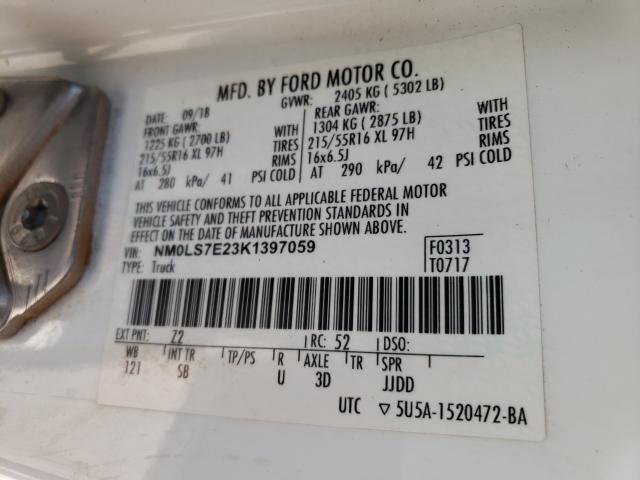 MFD. BY FORD MOTOR CO.
DATE: 09/18 GVWR: 2405 KG ( 5302 LB)
FRONT GAWR: WITH REAR GAWR: WITH
1225 KG ( 2700 LB) TIRES 1304 KG ( 2875 LB) TIRES
215/55R16 XL 97H RIMS 215/55R16 XL 97H RIMS
16x6.5J 16x6.5J
AT 280 kPa/ 41 PSI COLD AT 290 kPa/ 42 PSI COLD
THIS VEHICLE CONFORMS TO ALL APPLICABLE FEDERAL MOTOR
VEHICLE SAFETY AND THEFT PREVENTION STANDARDS IN
EFFECT ON THE DATE OF MANUFACTURE SHOWN ABOVE.
VIN: NM0LS7E23K1397059 F0313
TYPE: Truck T0717
EXT PNT: Z2 RC: 52 DSO:
WB INT TR TP/PS R AXLE TR SPR
121 SB U 3D JJDD
UTC ▽ 5U5A-1520472-BA